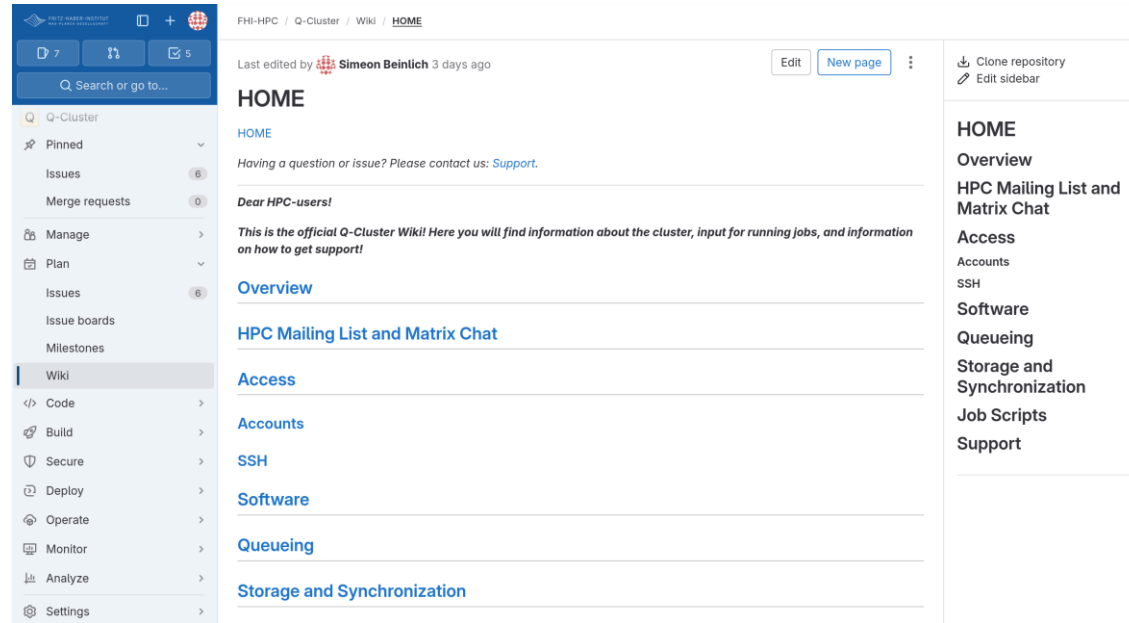 FRITZ-HABER-INSTITUT
MAX-PLANCK-GESELLSCHAFT
7
5
Search or go to...
Q Q-Cluster
Pinned
Issues 6
Merge requests 0
Manage
Plan
Issues 6
Issue boards
Milestones
Wiki
Code
Build
Secure
Deploy
Operate
Monitor
Analyze
Settings
FHI-HPC / Q-Cluster / Wiki / HOME
Last edited by Simeon Beinlich 3 days ago
Edit
New page
HOME
HOME
Having a question or issue? Please contact us: Support.
Dear HPC-users!
This is the official Q-Cluster Wiki! Here you will find information about the cluster, input for running jobs, and information
on how to get support!
Overview
HPC Mailing List and Matrix Chat
Access
Accounts
SSH
Software
Queueing
Storage and Synchronization
Clone repository
Edit sidebar
HOME
Overview
HPC Mailing List and
Matrix Chat
Access
Accounts
SSH
Software
Queueing
Storage and
Synchronization
Job Scripts
Support